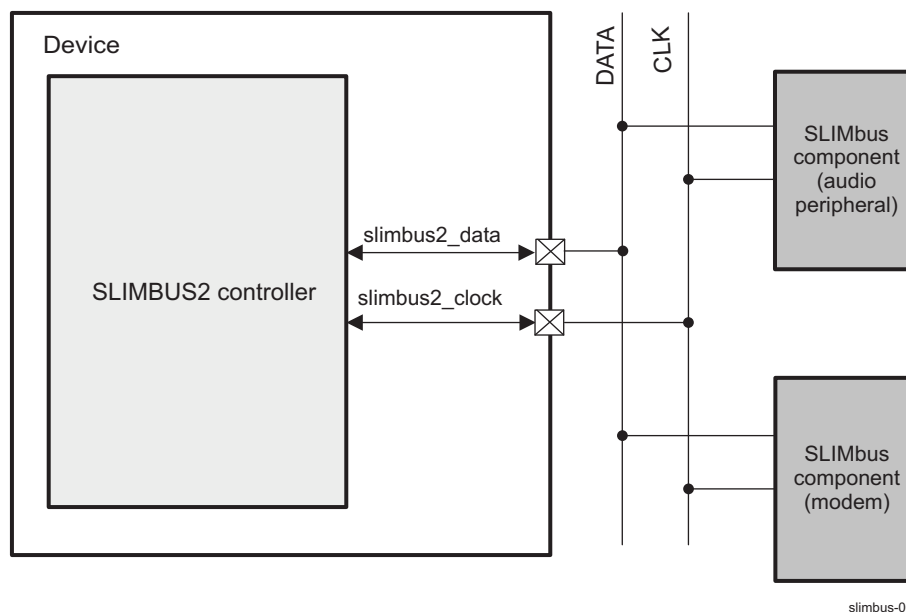 Device
DATA
CLK
SLIMbus
component
(audio
peripheral)
slimbus2_data
SLIMBUS2 controller
slimbus2_clock
SLIMbus
component
(modem)
slimbus-0